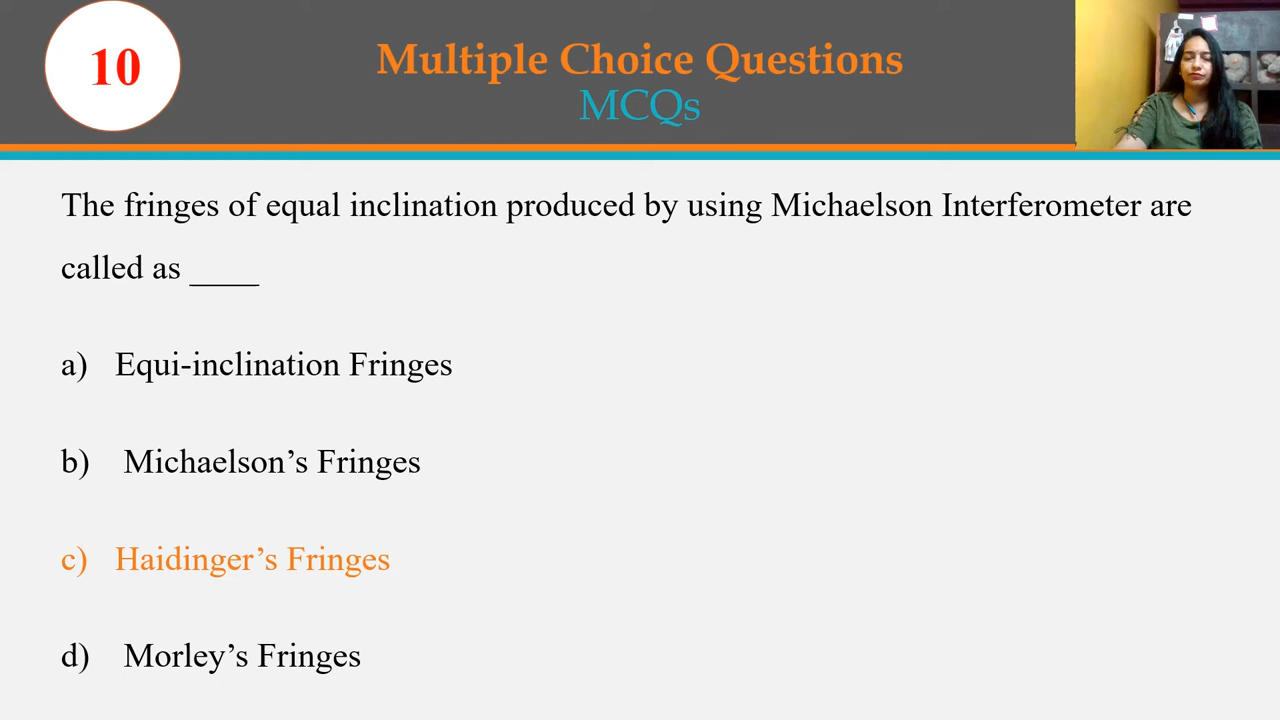 10
Multiple Choice Questions
MCQs
The fringes of equal inclination produced by using Michaelson Interferometer are
called as ____
a) Equi-inclination Fringes
b) Michaelson’s Fringes
c) Haidinger’s Fringes
d) Morley’s Fringes